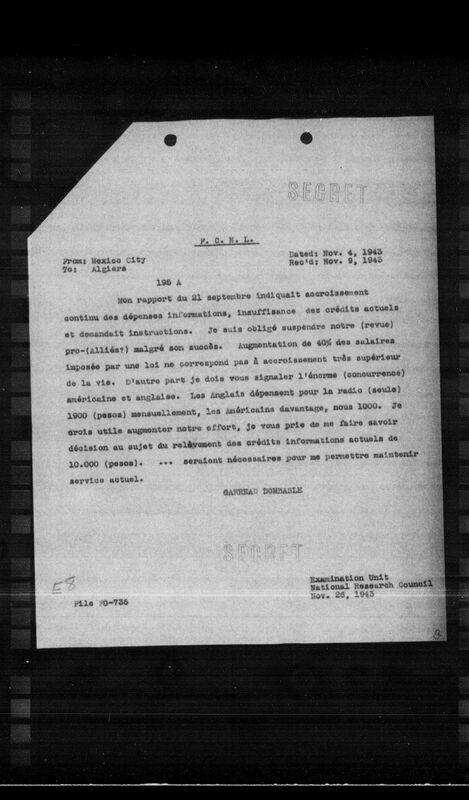 SECRET
F. C. N. L.
From: Mexico City
To: Algiers
Dated: Nov. 4, 1943
Rec'd: Nov. 9, 1943
195 A
Mon rapport du 21 septembre indiquait accroissement
continu des dépenses informations, insuffisance des crédits actuels
et demandait instructions. Je suis obligé suspendre notre (revue)
pro-(Alliés?) malgré son succès. Augmentation de 40% des salaires
imposée par une loi ne correspond pas à accroissement très supérieur
de la vie. D'autre part je dois vous signaler l'énorme (concurrence)
américaine et anglaise. Les Anglais dépensent pour la radio (seule)
1900 (pesos) mensuellement, les Américains davantage, nous 1000. Je
crois utile augmenter notre effort, je vous prie de me faire savoir
décision au sujet du relèvement des crédits informations actuels de
10.000 (pesos). ... seraient nécessaires pour me permettre maintenir
service actuel.
GARREAU DOMBASLE
SECRET
E8
File FO-735
Examination Unit
National Research Council
Nov. 26, 1943